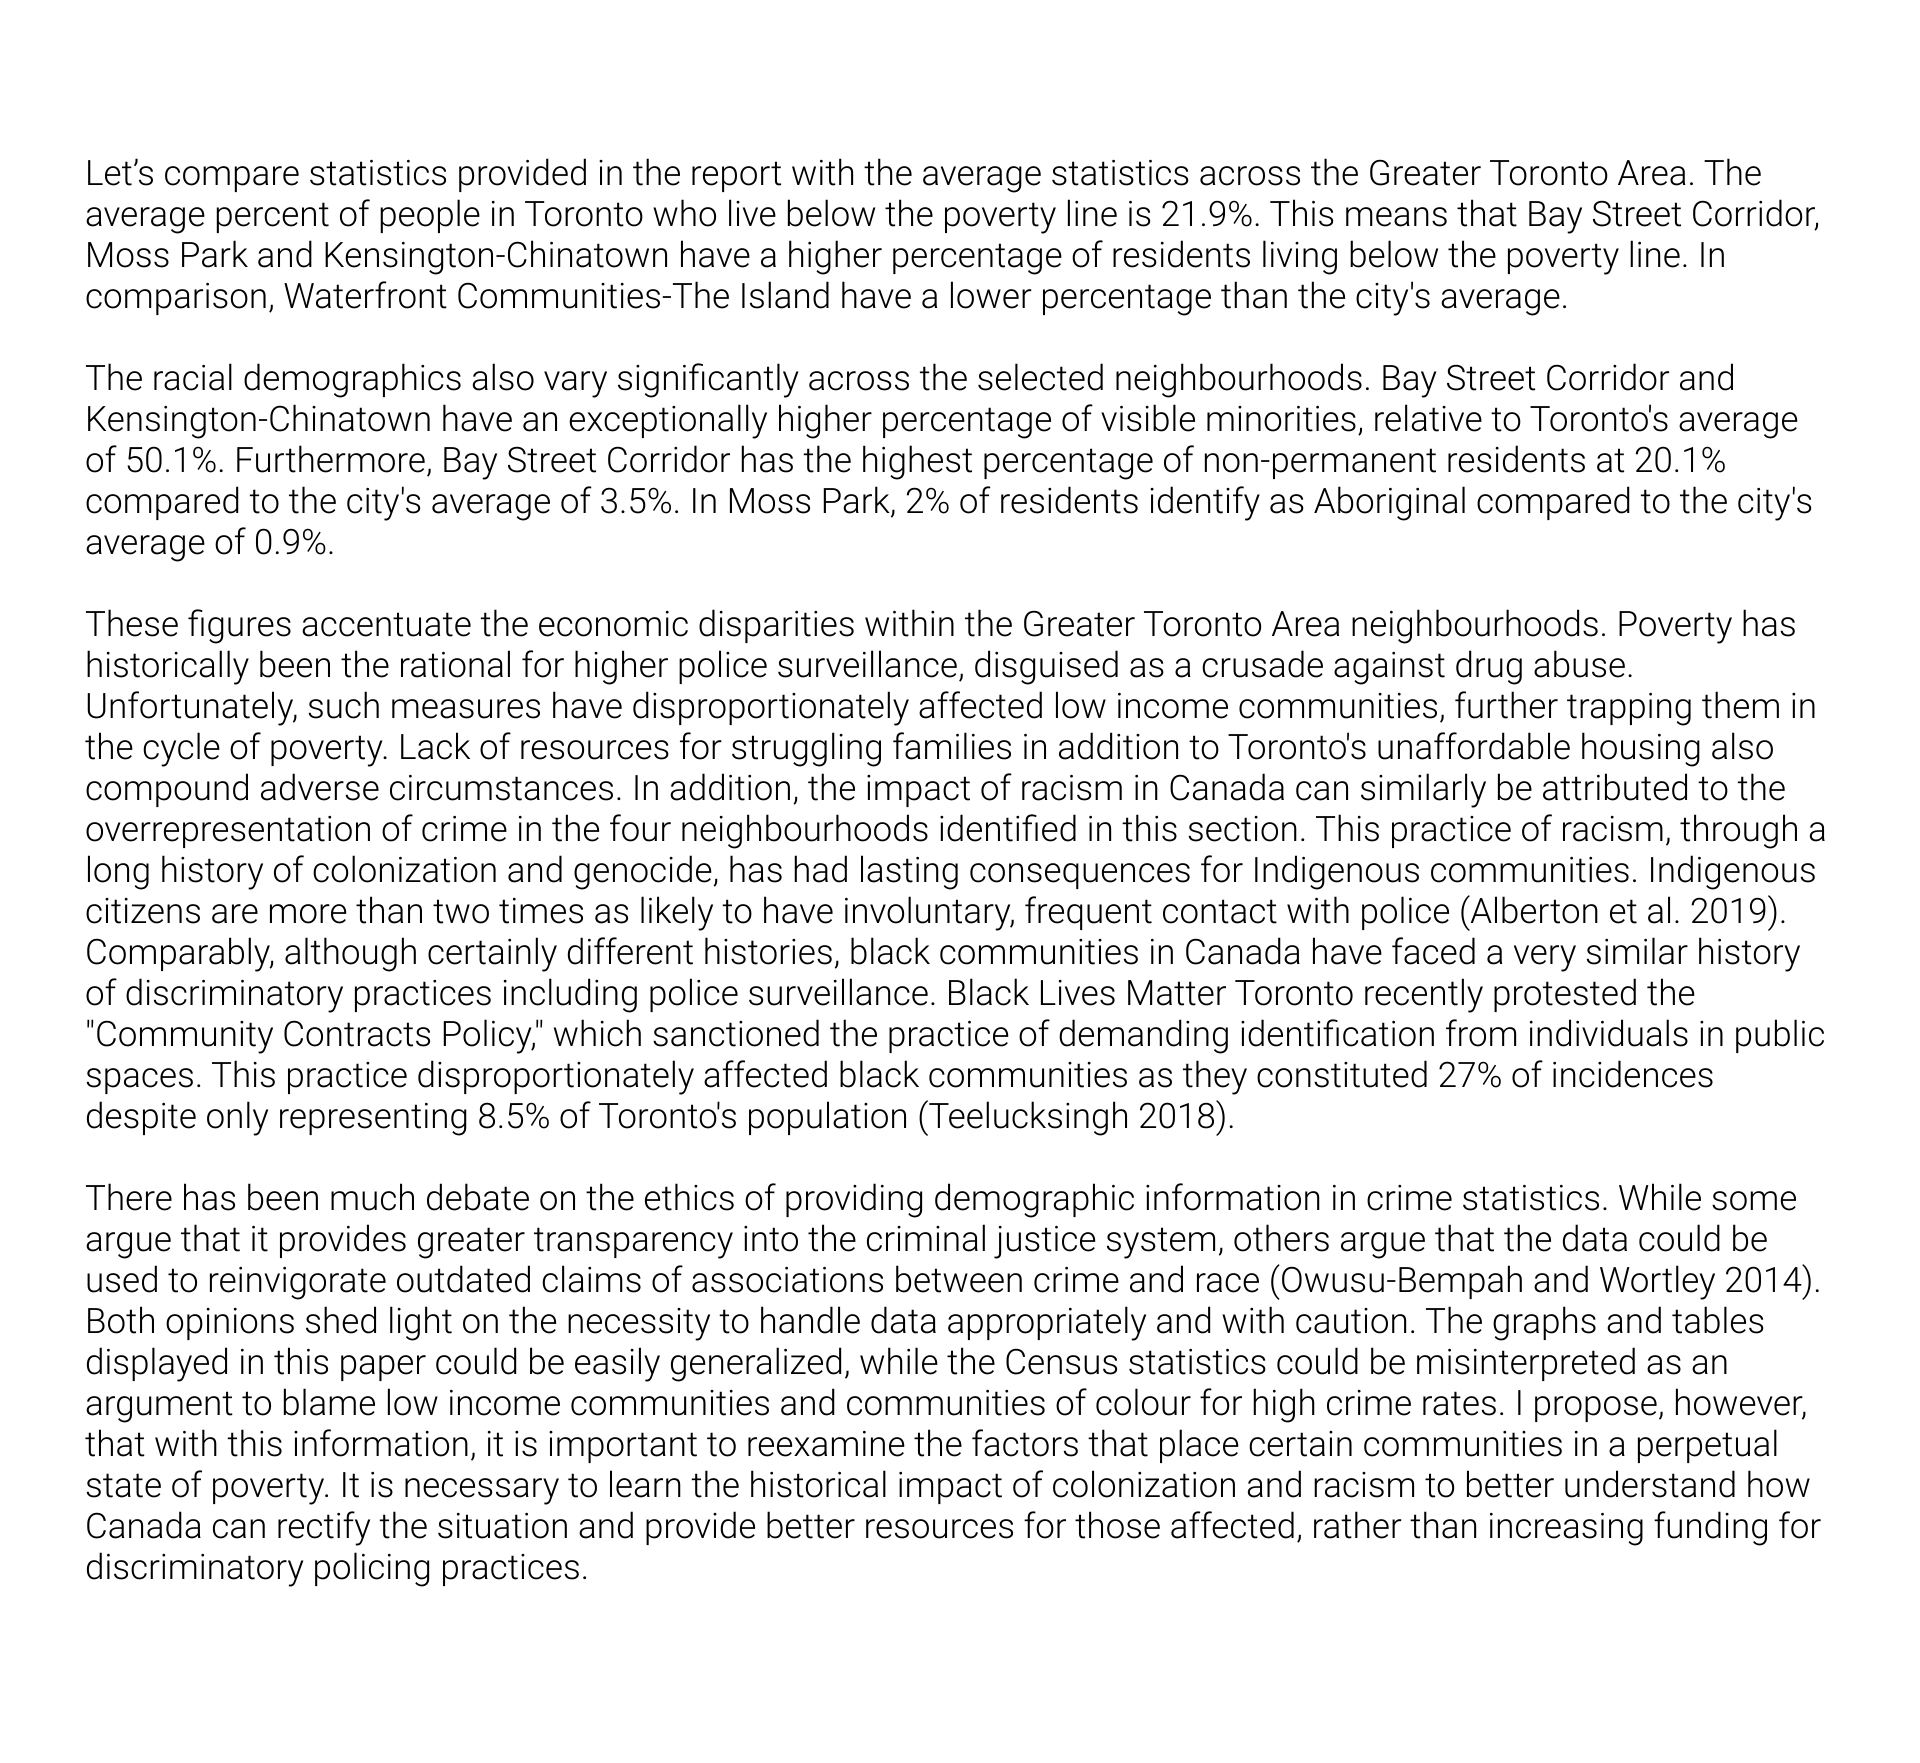 Let’s compare statistics provided in the report with the average statistics across the Greater Toronto Area. The
average percent of people in Toronto who live below the poverty line is 21.9%. This means that Bay Street Corridor,
Moss Park and Kensington-Chinatown have a higher percentage of residents living below the poverty line. In
comparison, Waterfront Communities-The Island have a lower percentage than the city's average.
The racial demographics also vary significantly across the selected neighbourhoods. Bay Street Corridor and
Kensington-Chinatown have an exceptionally higher percentage of visible minorities, relative to Toronto's average
of 50.1%. Furthermore, Bay Street Corridor has the highest percentage of non-permanent residents at 20.1%
compared to the city's average of 3.5%. In Moss Park, 2% of residents identify as Aboriginal compared to the city's
average of 0.9%.
These figures accentuate the economic disparities within the Greater Toronto Area neighbourhoods. Poverty has
historically been the rational for higher police surveillance, disguised as a crusade against drug abuse.
Unfortunately, such measures have disproportionately affected low income communities, further trapping them in
the cycle of poverty. Lack of resources for struggling families in addition to Toronto's unaffordable housing also
compound adverse circumstances. In addition, the impact of racism in Canada can similarly be attributed to the
overrepresentation of crime in the four neighbourhoods identified in this section. This practice of racism, through a
long history of colonization and genocide, has had lasting consequences for Indigenous communities. Indigenous
citizens are more than two times as likely to have involuntary, frequent contact with police (Alberton et al. 2019).
Comparably, although certainly different histories, black communities in Canada have faced a very similar history
of discriminatory practices including police surveillance. Black Lives Matter Toronto recently protested the
"Community Contracts Policy," which sanctioned the practice of demanding identification from individuals in public
spaces. This practice disproportionately affected black communities as they constituted 27% of incidences
despite only representing 8.5% of Toronto's population (Teelucksingh 2018).
There has been much debate on the ethics of providing demographic information in crime statistics. While some
argue that it provides greater transparency into the criminal justice system, others argue that the data could be
used to reinvigorate outdated claims of associations between crime and race (Owusu-Bempah and Wortley 2014).
Both opinions shed light on the necessity to handle data appropriately and with caution. The graphs and tables
displayed in this paper could be easily generalized, while the Census statistics could be misinterpreted as an
argument to blame low income communities and communities of colour for high crime rates. I propose, however,
that with this information, it is important to reexamine the factors that place certain communities in a perpetual
state of poverty. It is necessary to learn the historical impact of colonization and racism to better understand how
Canada can rectify the situation and provide better resources for those affected, rather than increasing funding for
discriminatory policing practices.